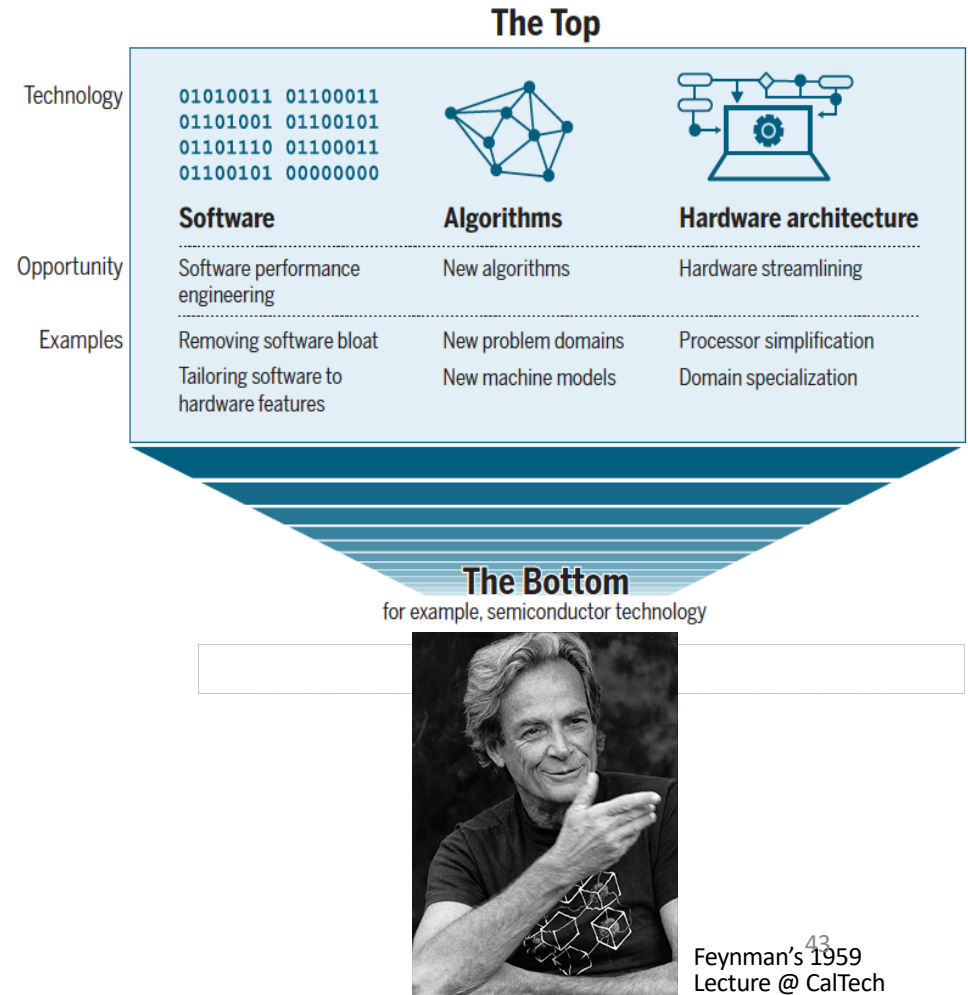 The Top
Technology
01010011 01100011
01101001 01100101
01101110 01100011
01100101 00000000
Software
Algorithms
Hardware architecture
Opportunity
Software performance
engineering
New algorithms
Hardware streamlining
Examples
Removing software bloat
New problem domains
Processor simplification
Tailoring software to
hardware features
New machine models
Domain specialization
The Bottom
for example, semiconductor technology
43
Feynman's 1959
Lecture @ CalTech